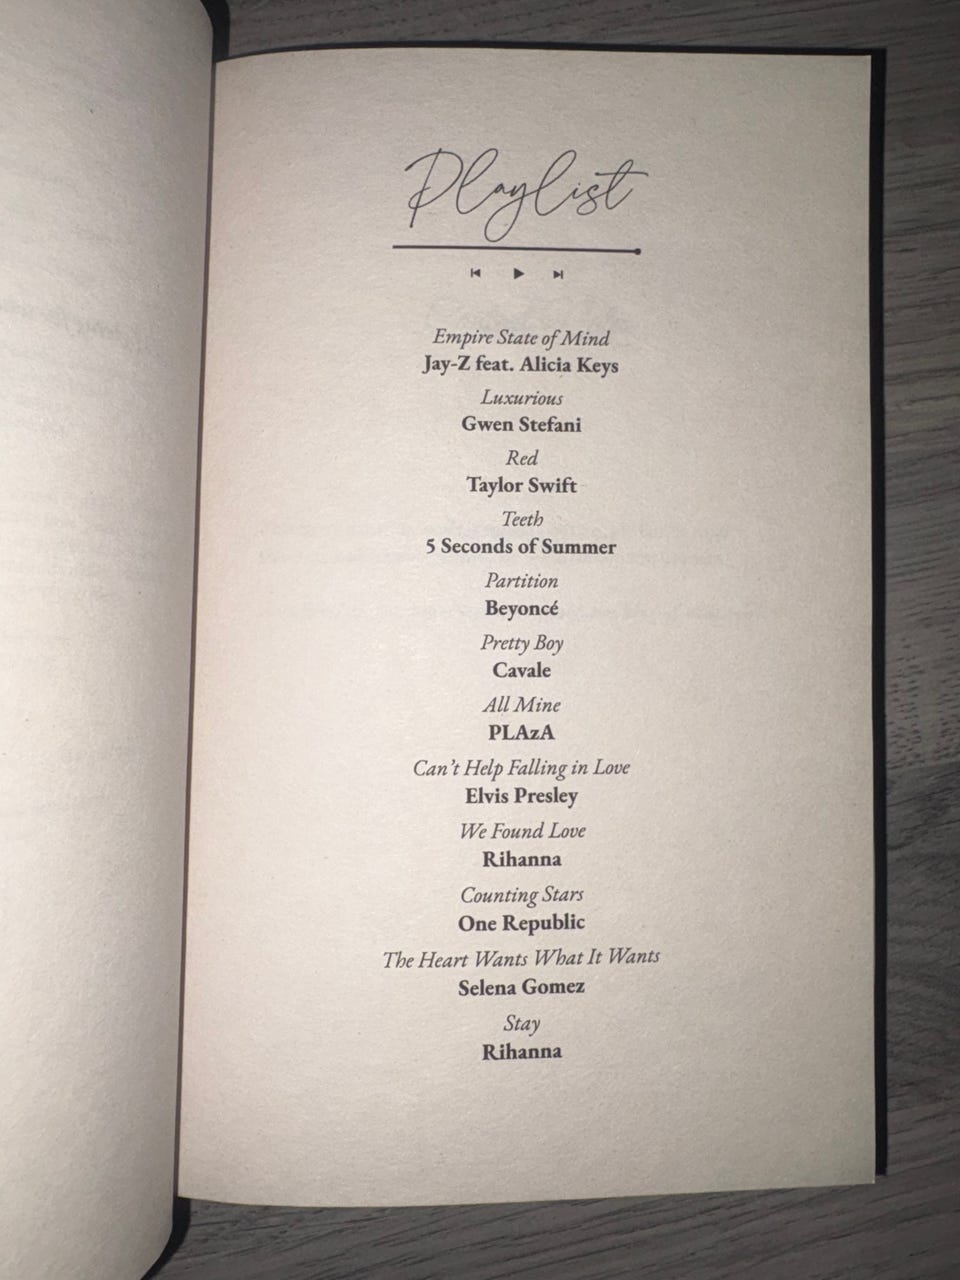 Playlist
Empire State of Mind
Jay-Z feat. Alicia Keys
Luxurious
Gwen Stefani
Red
Taylor Swift
Teeth
5 Seconds of Summer
Partition
Beyoncé
Pretty Boy
Cavale
All Mine
PLAzA
Can't Help Falling in Love
Elvis Presley
We Found Love
Rihanna
Counting Stars
One Republic
The Heart Wants What It Wants
Selena Gomez
Stay
Rihanna